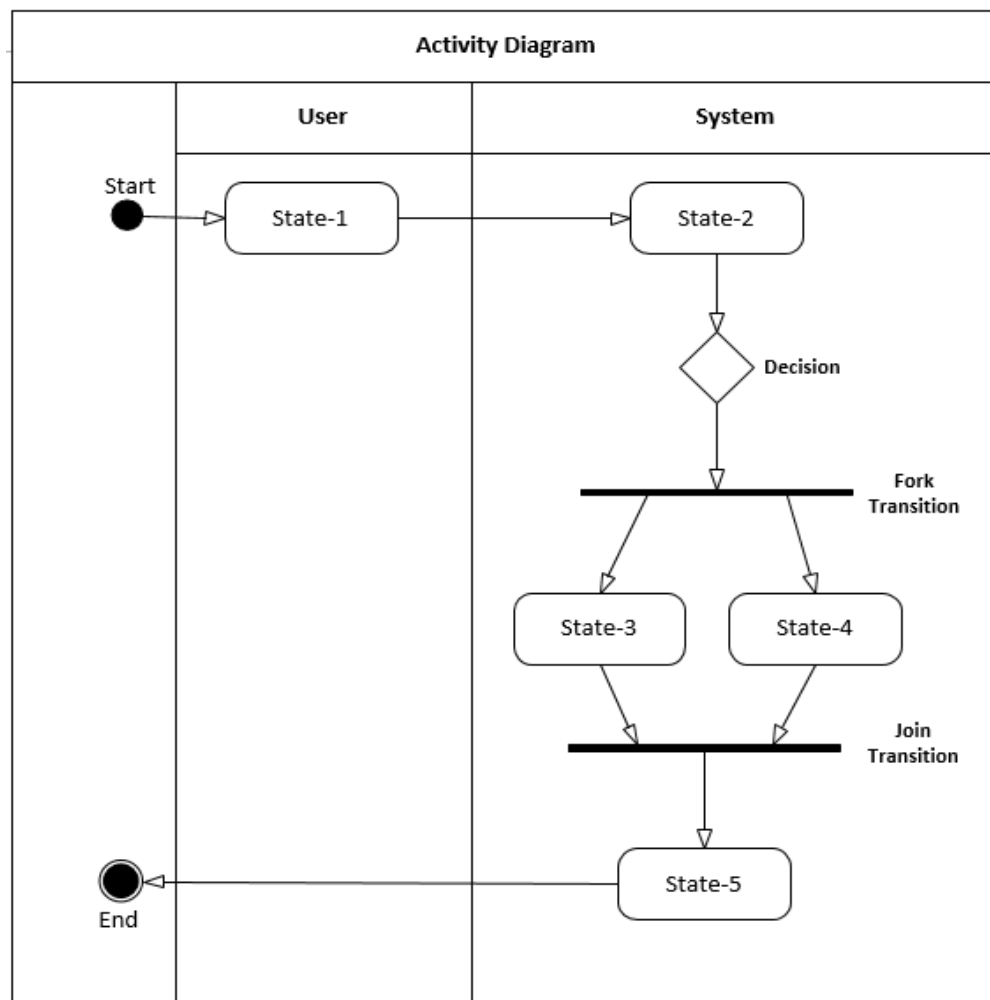 Activity Diagram
User
System
Start
State-1
State-2
Decision
Fork
Transition
State-3
State-4
Join
Transition
State-5
End